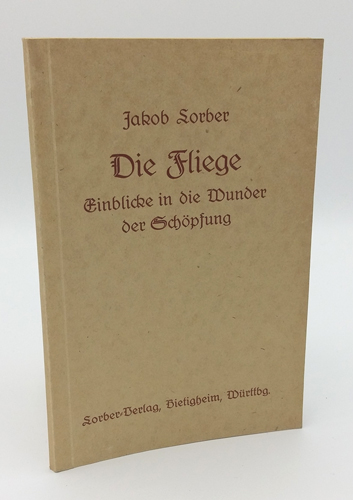 Jakob Lorber
Die Fliege
Einblicke in die Wunder
der Schöpfung
Lorber-Verlag, Bietigheim, Württbg.